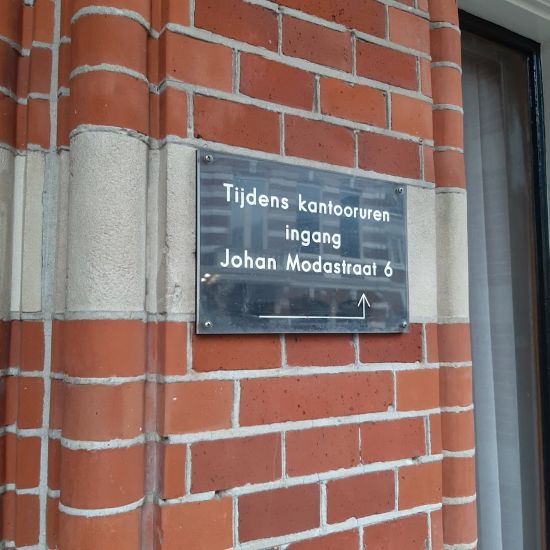 Tijdens kantooruren
ingang
Johan Modastraat 6